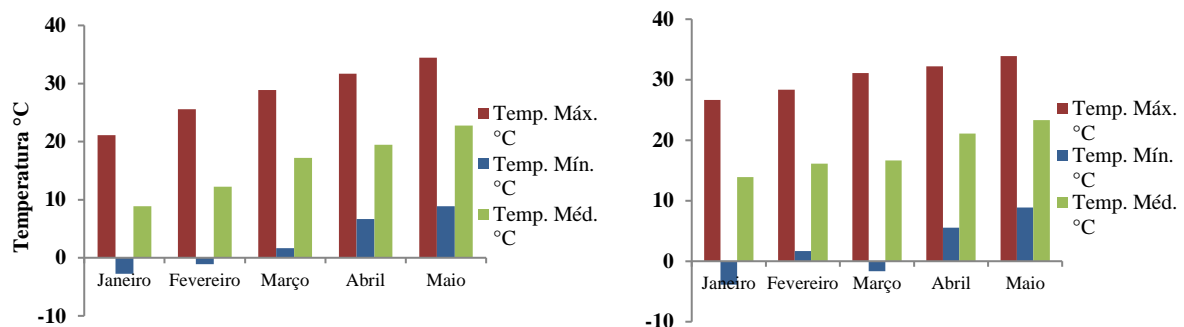 Temperatura °C
40
30
20
10
0
-10
Janeiro Fevereiro Março Abril Maio
Temp. Máx.
°C
Temp. Mín.
°C
Temp. Méd.
°C
40
30
20
10
0
-10
Janeiro Fevereiro Março Abril Maio
Temp. Máx.
°C
Temp. Mín.
°C
Temp. Méd.
°C